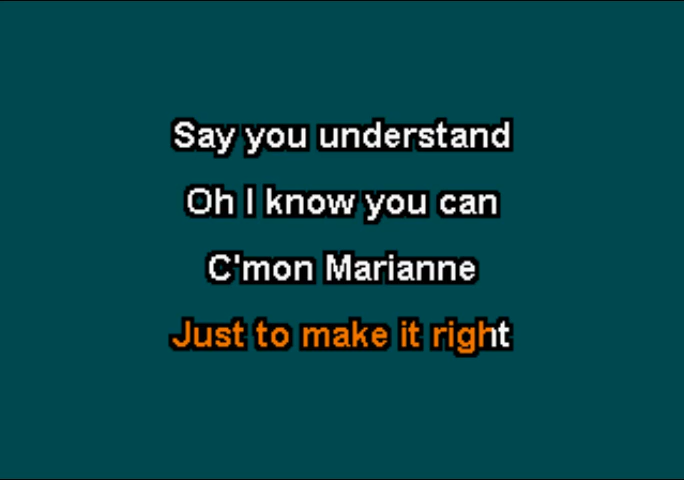 Say you understand
Oh I know you can
C'mon Marianne
Just to make it right